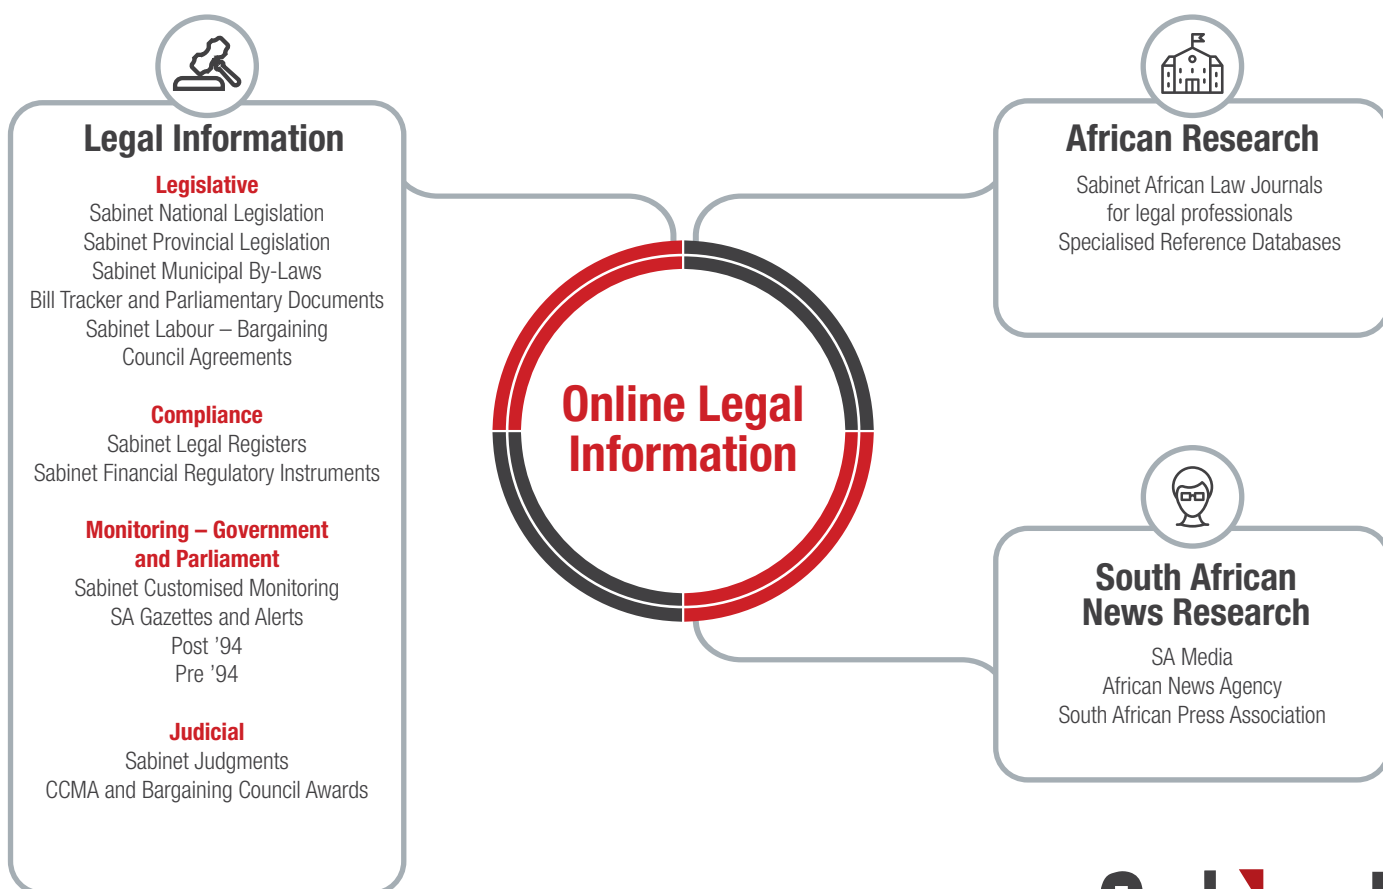 Legal Information
Legislative
Sabinet National Legislation
Sabinet Provincial Legislation
Sabinet Municipal By-Laws
Bill Tracker and Parliamentary Documents
Sabinet Labour – Bargaining
Council Agreements
Compliance
Sabinet Legal Registers
Sabinet Financial Regulatory Instruments
Monitoring – Government
and Parliament
Sabinet Customised Monitoring
SA Gazettes and Alerts
Post ’94
Pre ’94
Judicial
Sabinet Judgments
CCMA and Bargaining Council Awards
Online Legal
Information
African Research
Sabinet African Law Journals
for legal professionals
Specialised Reference Databases
South African
News Research
SA Media
African News Agency
South African Press Association